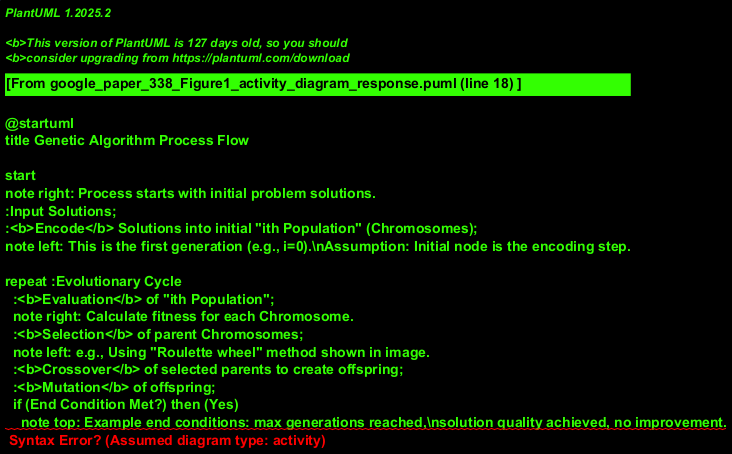 PlantUML 1.2025.2
<b>This version of PlantUML is 127 days old, so you should
<b>consider upgrading from https://plantuml.com/download
[From google_paper_338_Figure1_activity_diagram_response.puml (line 18) ]
@startuml
title Genetic Algorithm Process Flow
start
note right: Process starts with initial problem solutions.
:Input Solutions;
:<b>Encode</b> Solutions into initial "ith Population" (Chromosomes);
note left: This is the first generation (e.g., i=0).\nAssumption: Initial node is the encoding step.
repeat :Evolutionary Cycle
:<b>Evaluation</b> of "ith Population";
note right: Calculate fitness for each Chromosome.
:<b>Selection</b> of parent Chromosomes;
note left: e.g., Using "Roulette wheel" method shown in image.
:<b>Crossover</b> of selected parents to create offspring;
:<b>Mutation</b> of offspring;
if (End Condition Met?) then (Yes)
note top: Example end conditions: max generations reached,\nsolution quality achieved, no improvement.
Syntax Error? (Assumed diagram type: activity)